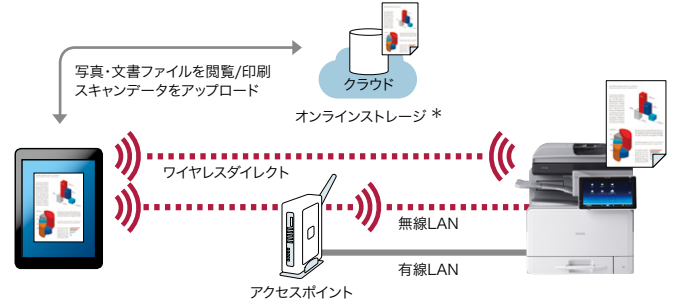 写真・文書ファイルを閲覧/印刷
スキャンデータをアップロード
クラウド
オンラインストレージ＊
ワイヤレスダイレクト
無線LAN
有線LAN
アクセスポイント